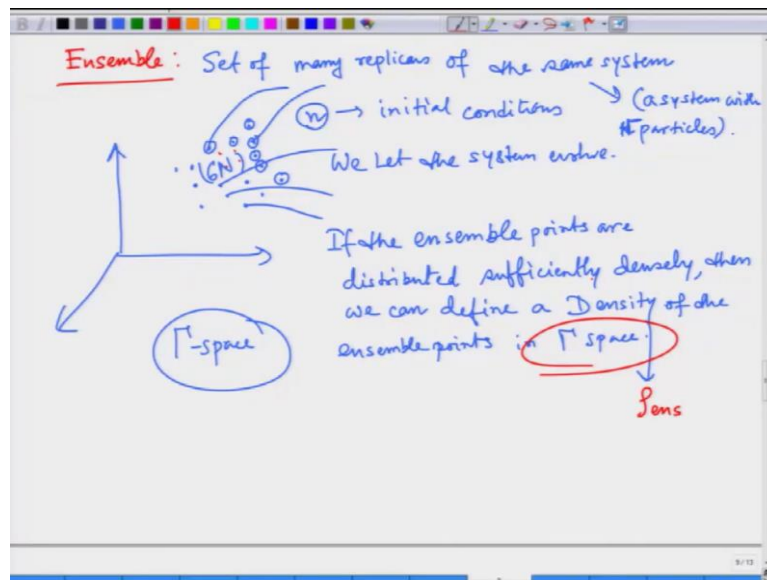 Ensemble: Set of many replicas of the same system
(a system with
N particles).
n → initial conditions
(6N)
We Let the system evolve.
If the ensemble points are
distributed sufficiently densely, then
we can define a Density of the
ensemble points in Γ space.
Γ-space
ρens
9/13